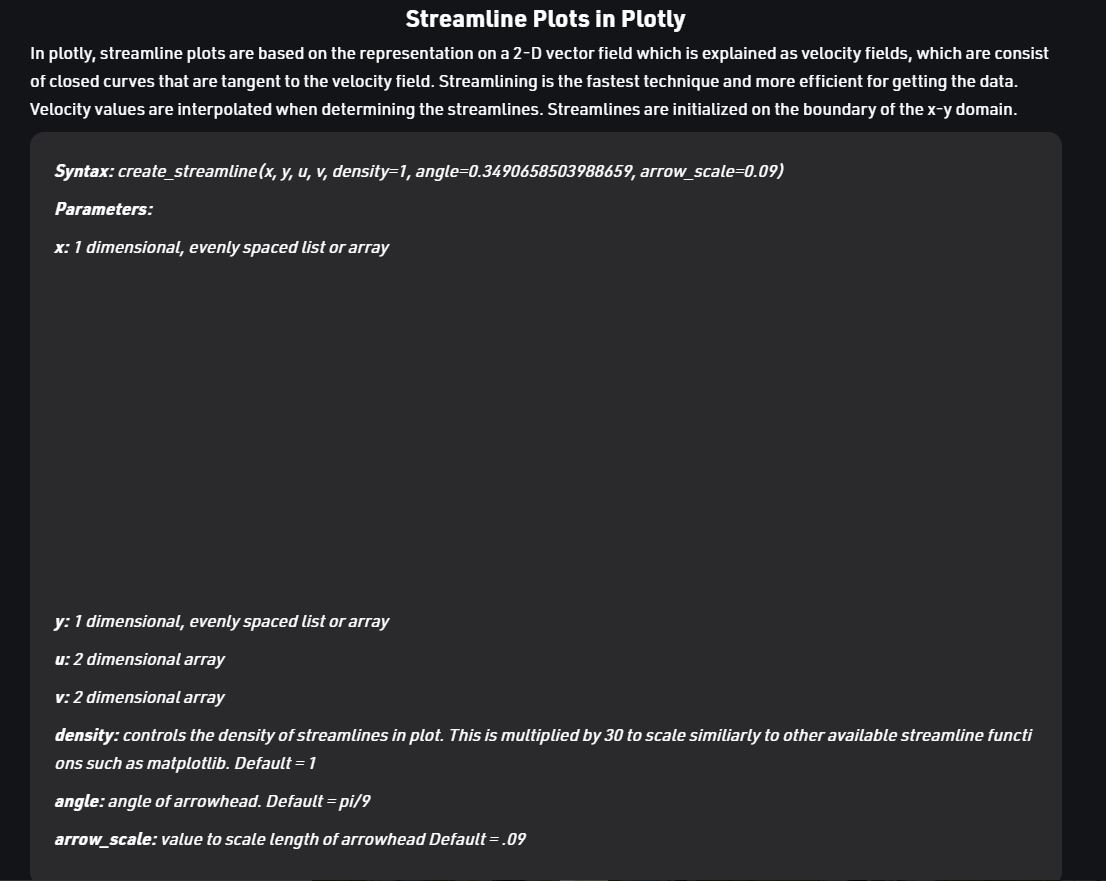 Streamline Plots in Plotly
In plotly, streamline plots are based on the representation on a 2-D vector field which is explained as velocity fields, which are consist
of closed curves that are tangent to the velocity field. Streamlining is the fastest technique and more efficient for getting the data.
Velocity values are interpolated when determining the streamlines. Streamlines are initialized on the boundary of the x-y domain.
Syntax: create_streamline(x, y, u, v, density=1, angle=0.3490658503988659, arrow_scale=0.09)
Parameters:
x: 1 dimensional, evenly spaced list or array
y: 1 dimensional, evenly spaced list or array
u: 2 dimensional array
v: 2 dimensional array
density: controls the density of streamlines in plot. This is multiplied by 30 to scale similiarly to other available streamline functi
ons such as matplotlib. Default = 1
angle: angle of arrowhead. Default = pi/9
arrow_scale: value to scale length of arrowhead Default = .09